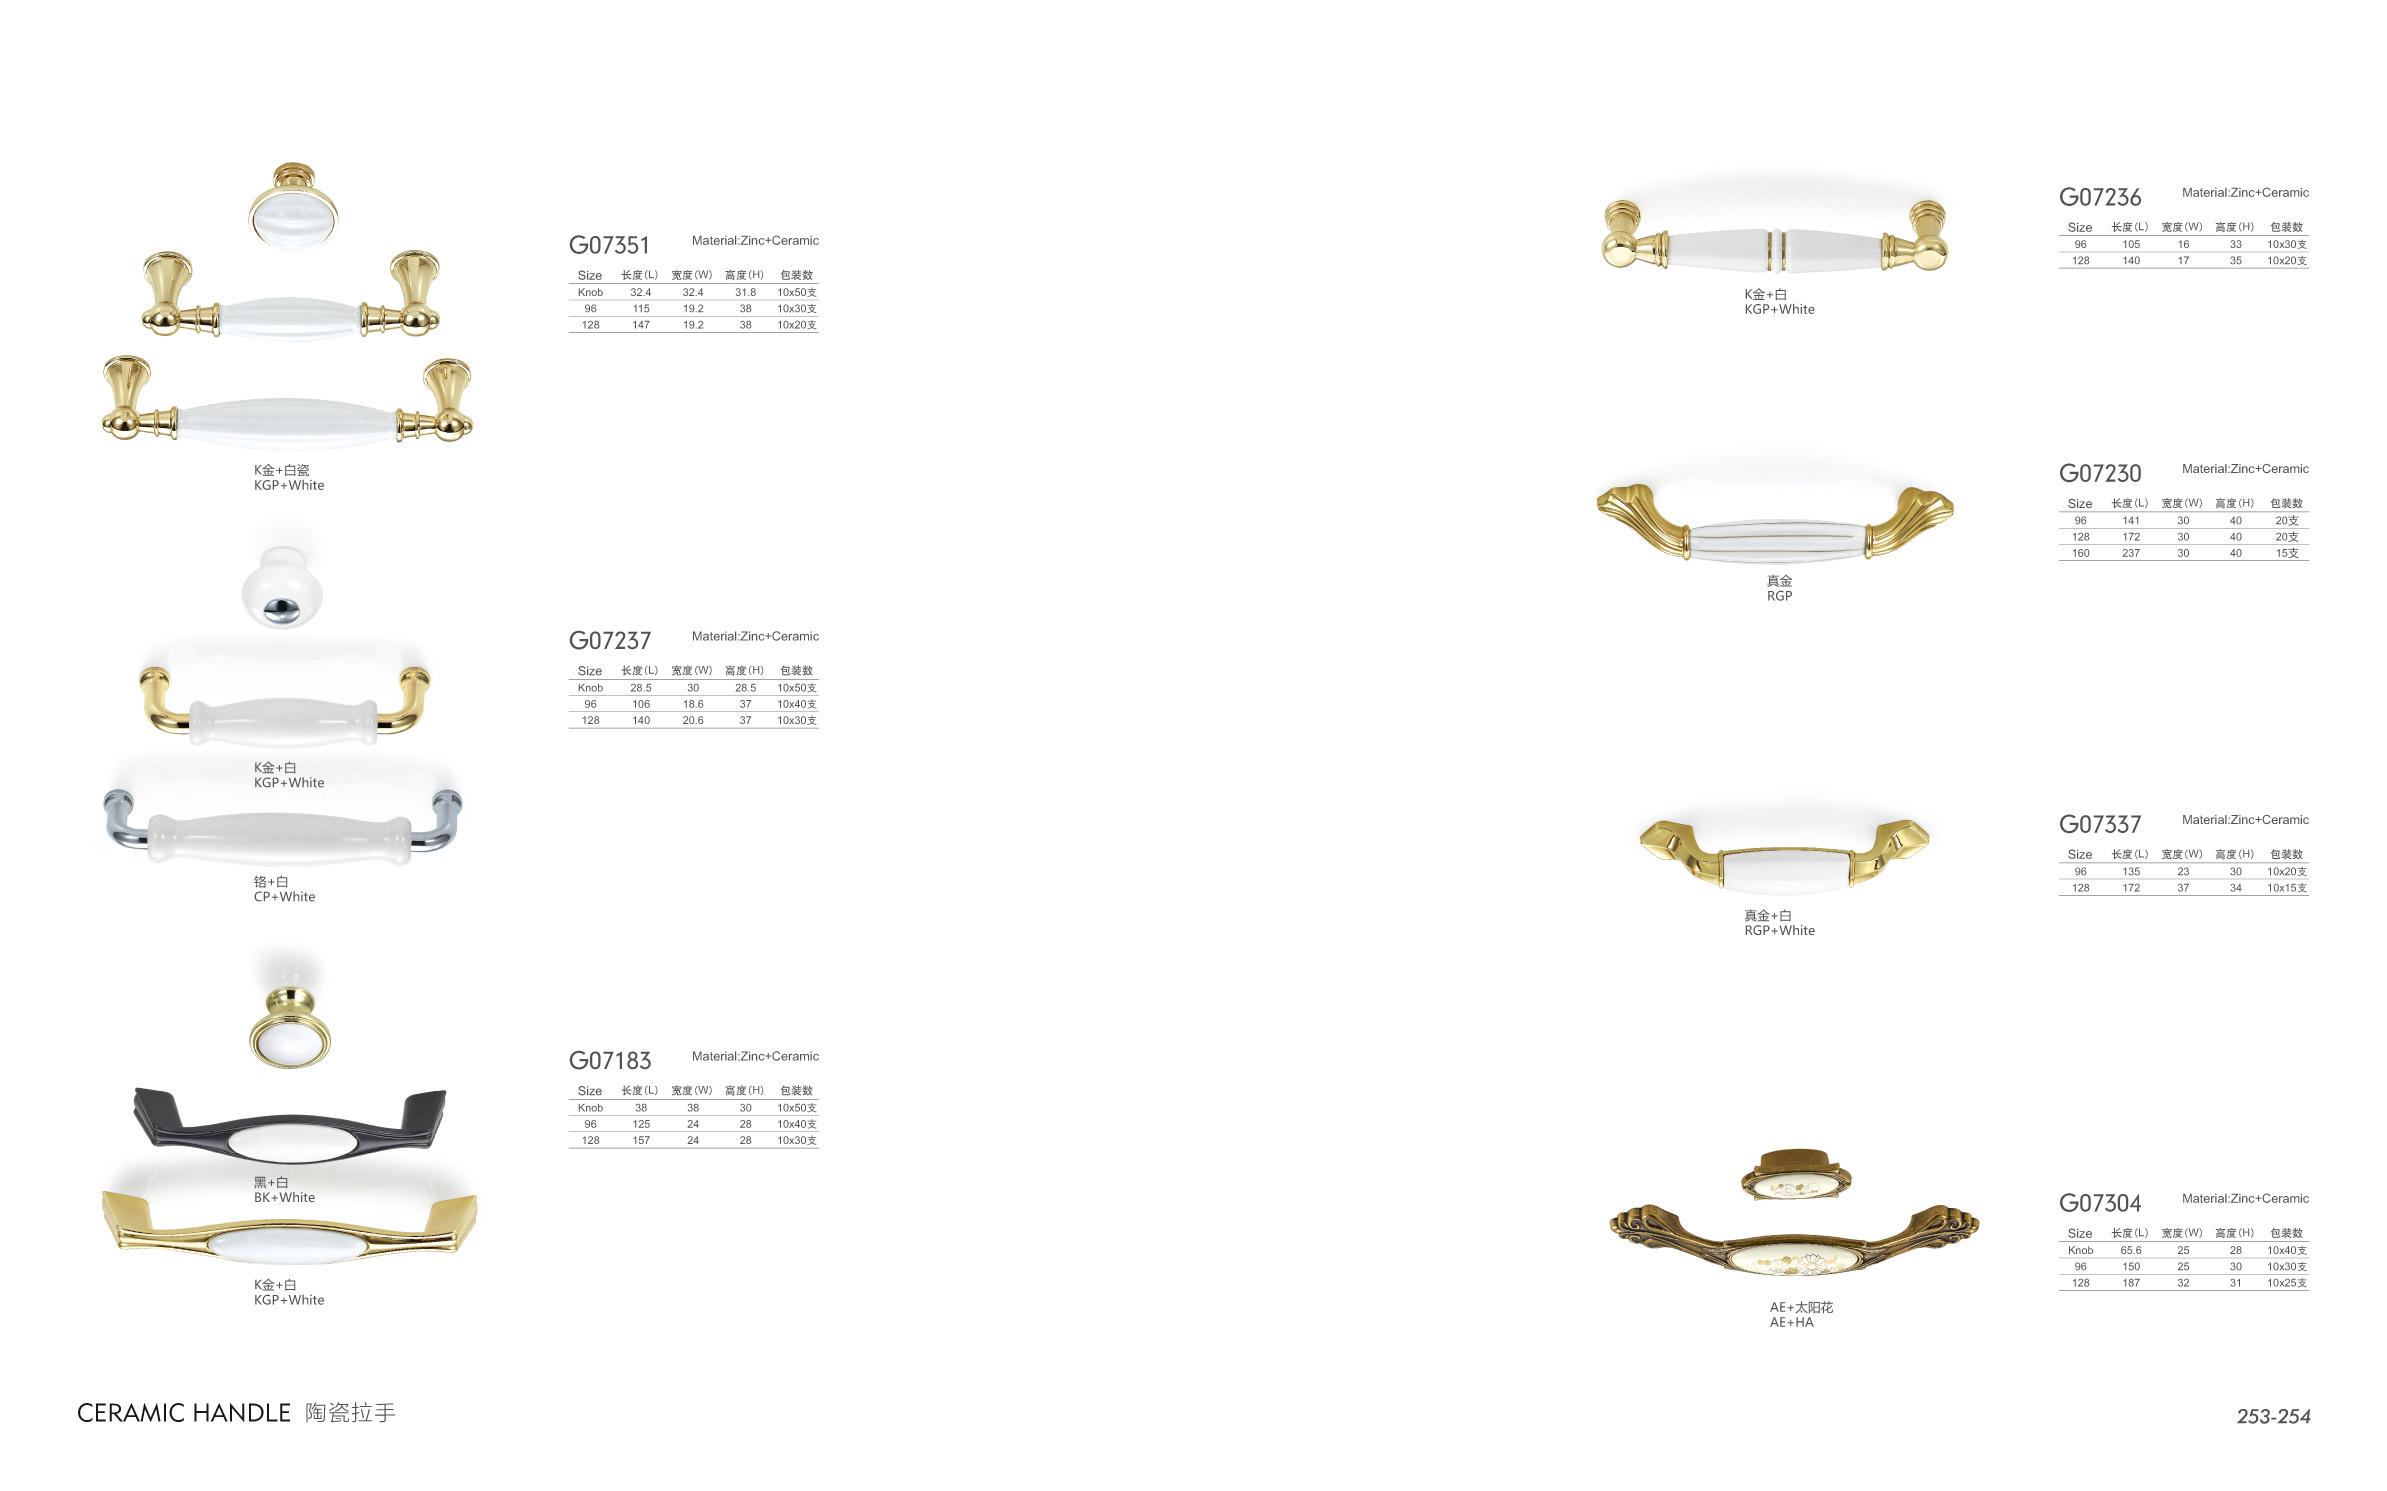 G07351 Material:Zinc+Ceramic
Size 长度(L) 宽度(W) 高度(H) 包装数
Knob 32.4 32.4 31.8 10x50支
96 115 19.2 38 10x30支
128 147 19.2 38 10x20支
K金+白瓷
KGP+White
G07237 Material:Zinc+Ceramic
Size 长度(L) 宽度(W) 高度(H) 包装数
Knob 28.5 30 28.5 10x50支
96 106 18.6 37 10x40支
128 140 20.6 37 10x30支
K金+白
KGP+White
铬+白
CP+White
G07183 Material:Zinc+Ceramic
Size 长度(L) 宽度(W) 高度(H) 包装数
Knob 38 38 30 10x50支
96 125 24 28 10x40支
128 157 24 28 10x30支
黑+白
BK+White
K金+白
KGP+White
G07236 Material:Zinc+Ceramic
Size 长度(L) 宽度(W) 高度(H) 包装数
96 105 16 33 10x30支
128 140 17 35 10x20支
K金+白
KGP+White
G07230 Material:Zinc+Ceramic
Size 长度(L) 宽度(W) 高度(H) 包装数
96 141 30 40 20支
128 172 30 40 20支
160 237 30 40 15支
真金
RGP
G07337 Material:Zinc+Ceramic
Size 长度(L) 宽度(W) 高度(H) 包装数
96 135 23 30 10x20支
128 172 37 34 10x15支
真金+白
RGP+White
G07304 Material:Zinc+Ceramic
Size 长度(L) 宽度(W) 高度(H) 包装数
Knob 65.6 25 28 10x40支
96 150 25 30 10x30支
128 187 32 31 10x25支
AE+太阳花
AE+HA
CERAMIC HANDLE 陶瓷拉手
253-254